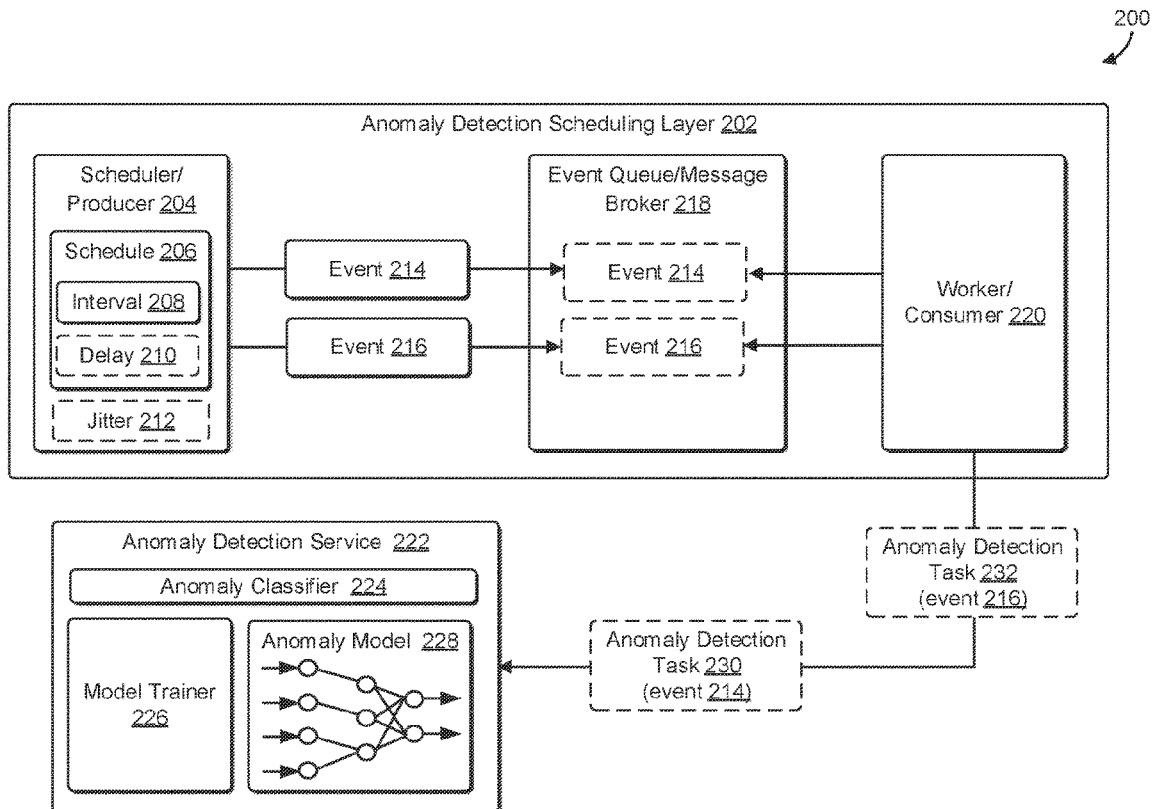 200
Anomaly Detection Scheduling Layer 202
Scheduler/
Producer 204
Schedule 206
Interval 208
Delay 210
Jitter 212
Event 214
Event 216
Event Queue/Message
Broker 218
Event 214
Event 216
Worker/
Consumer 220
Anomaly Detection Service 222
Anomaly Classifier 224
Model Trainer
226
Anomaly Model 228
Anomaly Detection
Task 230
(event 214)
Anomaly Detection
Task 232
(event 216)